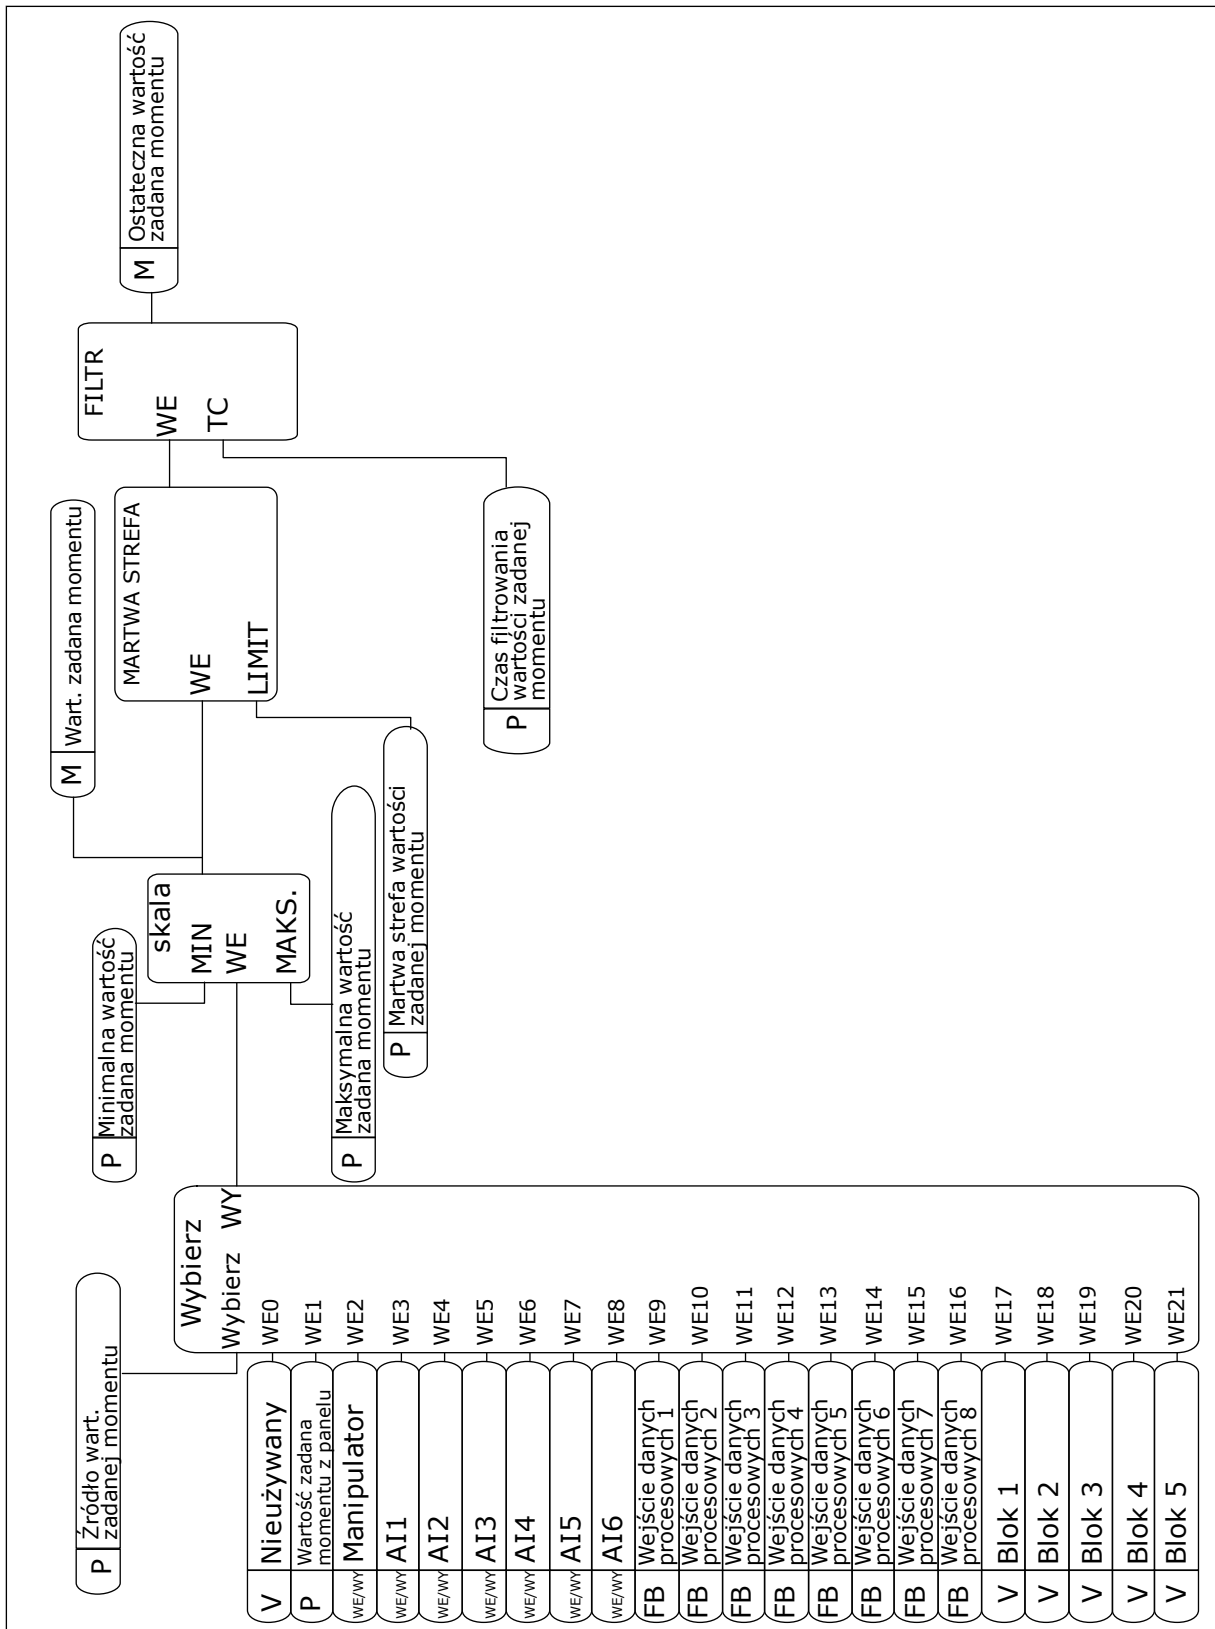 P
Źródło wart.
zadanej momentu
Wybierz
Wybierz WY
V
Nieużywany
WE0
P
Wartość zadana
momentu z panelu
WE1
WE/WY
Manipulator
WE2
WE/WY
AI1
WE3
WE/WY
AI2
WE4
WE/WY
AI3
WE5
WE/WY
AI4
WE6
WE/WY
AI5
WE7
WE/WY
AI6
WE8
FB
Wejście danych
procesowych 1
WE9
FB
Wejście danych
procesowych 2
WE10
FB
Wejście danych
procesowych 3
WE11
FB
Wejście danych
procesowych 4
WE12
FB
Wejście danych
procesowych 5
WE13
FB
Wejście danych
procesowych 6
WE14
FB
Wejście danych
procesowych 7
WE15
FB
Wejście danych
procesowych 8
WE16
V
Blok 1
WE17
V
Blok 2
WE18
V
Blok 3
WE19
V
Blok 4
WE20
V
Blok 5
WE21
P
Minimalna wartość
zadana momentu
skala
MIN
WE
MAKS.
P
Maksymalna wartość
zadana momentu
P
Martwa strefa wartości
zadanej momentu
M
Wart. zadana momentu
MARTWA STREFA
WE
LIMIT
P
Czas filtrowania
wartości zadanej
momentu
FILTR
WE
TC
M
Ostateczna wartość
zadana momentu